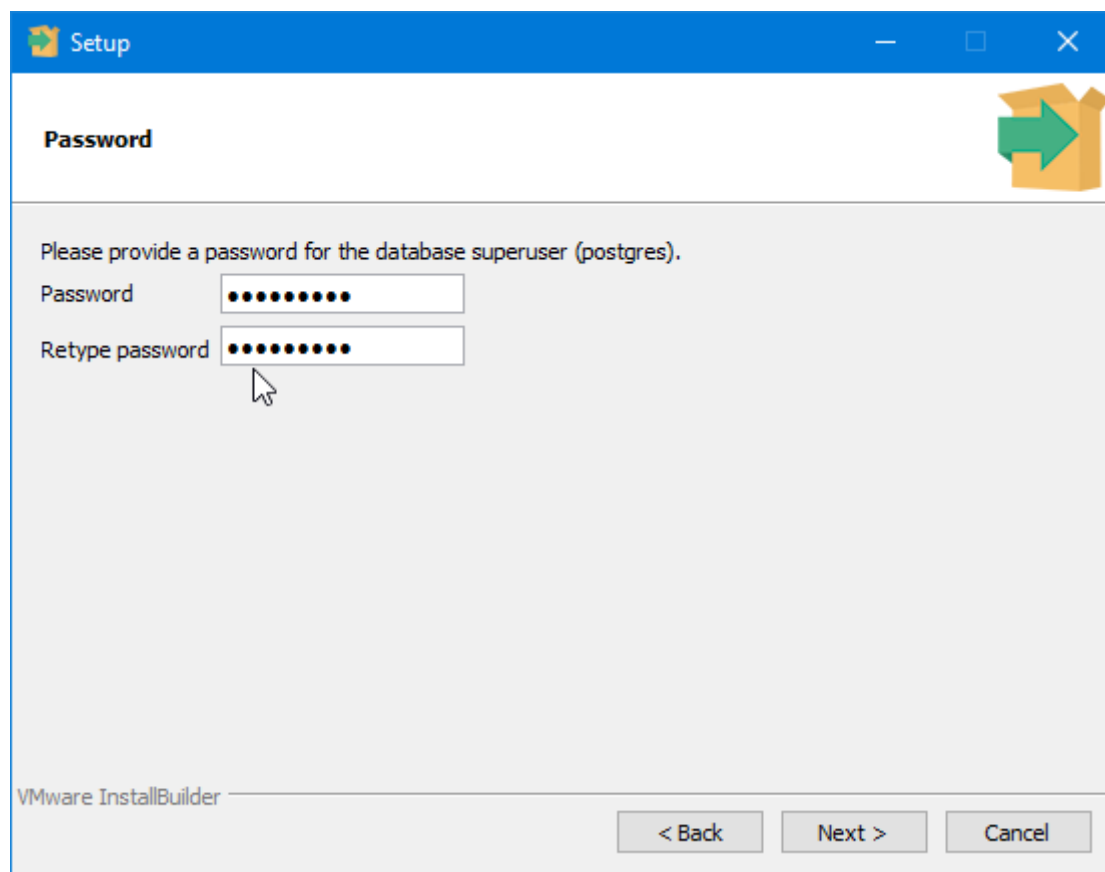 Setup
Password
Please provide a password for the database superuser (postgres).
Password •••••••••
Retype password •••••••••
VMware InstallBuilder
< Back Next > Cancel